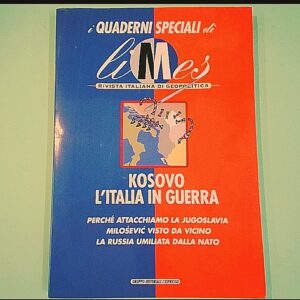 i QUADERNI SPECIALI di
liMes
RIVISTA ITALIANA DI GEOPOLITICA
KOSOVO
L'ITALIA IN GUERRA
PERCHÉ ATTACCHIAMO LA JUGOSLAVIA
MILOŠEVIĆ VISTO DA VICINO
LA RUSSIA UMILIATA DALLA NATO
GRUPPO EDITORIALE L'ESPRESSO